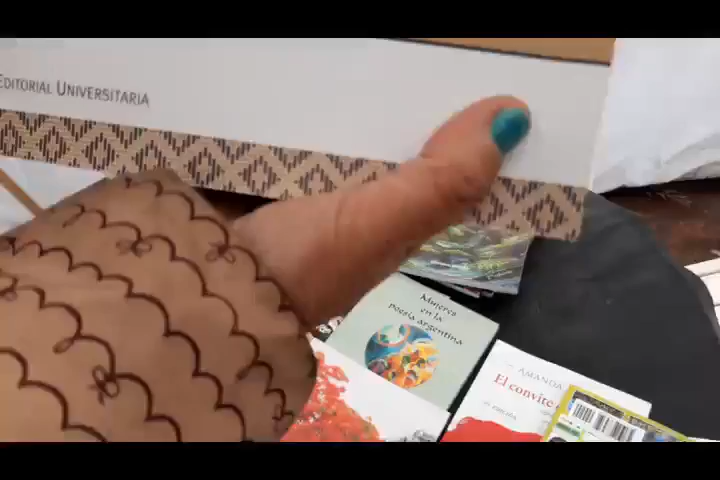 EDITORIAL UNIVERSITARIA
Mujeres
en la
poesía argentina
AMANDA
El convite